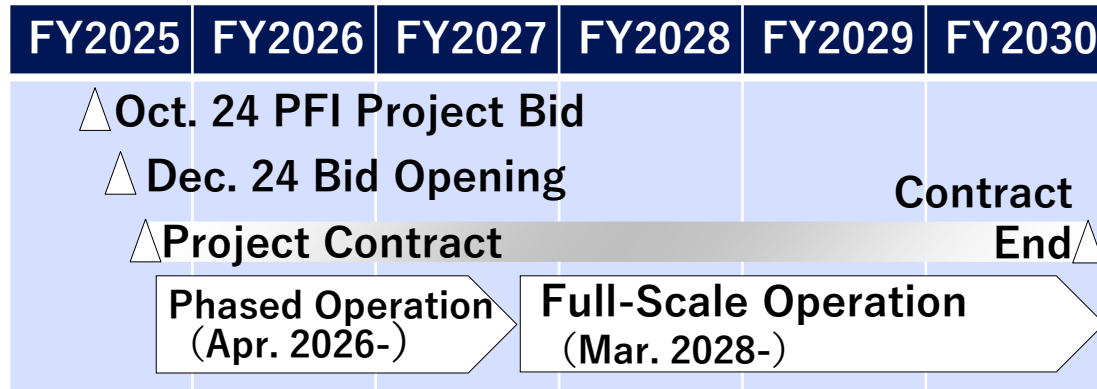 FY2025 FY2026 FY2027 FY2028 FY2029 FY2030
Oct. 24 PFI Project Bid
Dec. 24 Bid Opening
Contract
Project Contract
End
Phased Operation
（Apr. 2026-）
Full-Scale Operation
（Mar. 2028-）